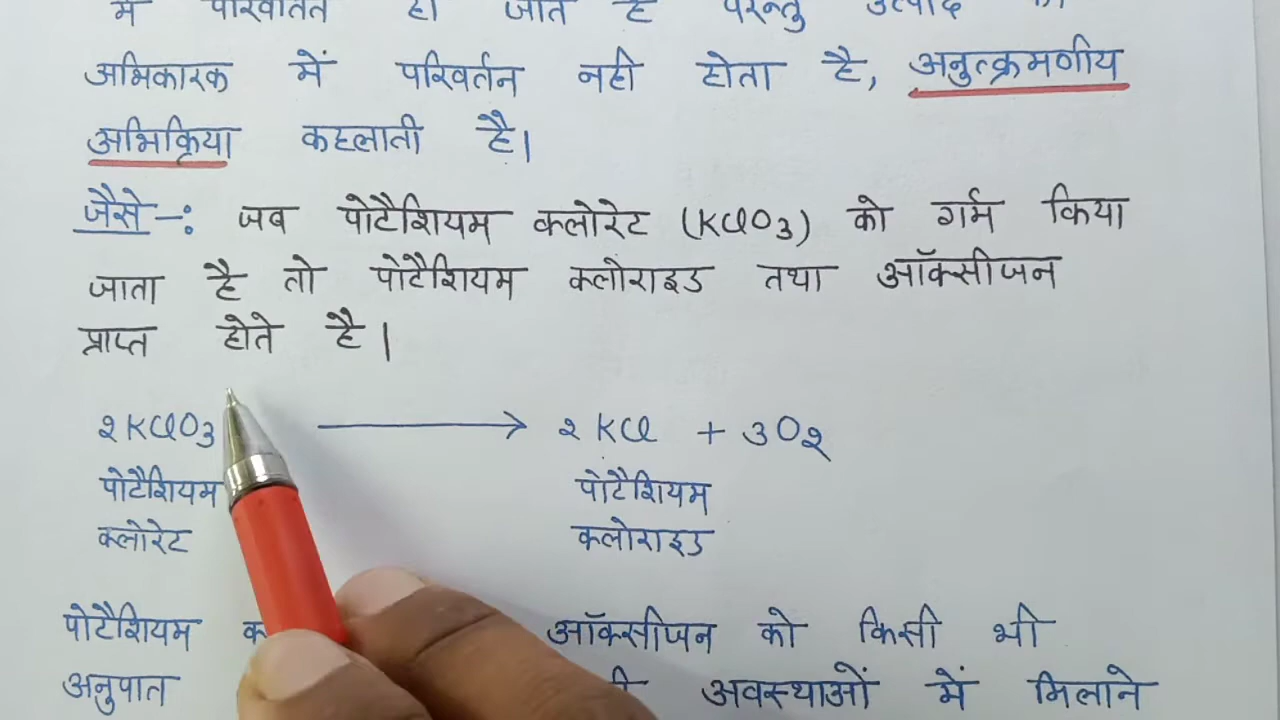 में परिवर्तित हो जाते है परन्तु उत्पाद का
अभिकारक में परिवर्तन नही होता है, अनुत्क्रमणीय
अभिक्रिया कहलाती है।
जैसे-: जब पोटैशियम क्लोरेट (KClO3) को गर्म किया
जाता है तो पोटैशियम क्लोराइड तथा ऑक्सीजन
प्राप्त होते है।
2KClO3 → 2KCl + 3O2
पोटैशियम पोटैशियम
क्लोरेट क्लोराइड
पोटैशियम ऑक्सीजन को किसी भी
अनुपात अवस्थाओं में मिलाने